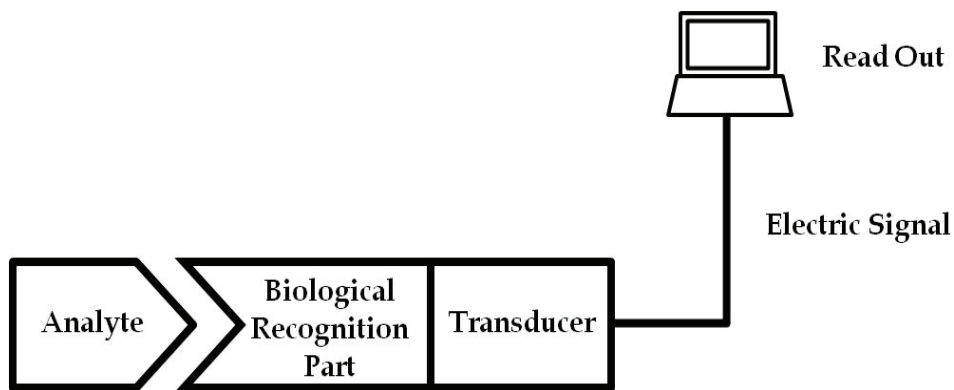 Read Out
Electric Signal
Analyte
Biological
Recognition
Part
Transducer